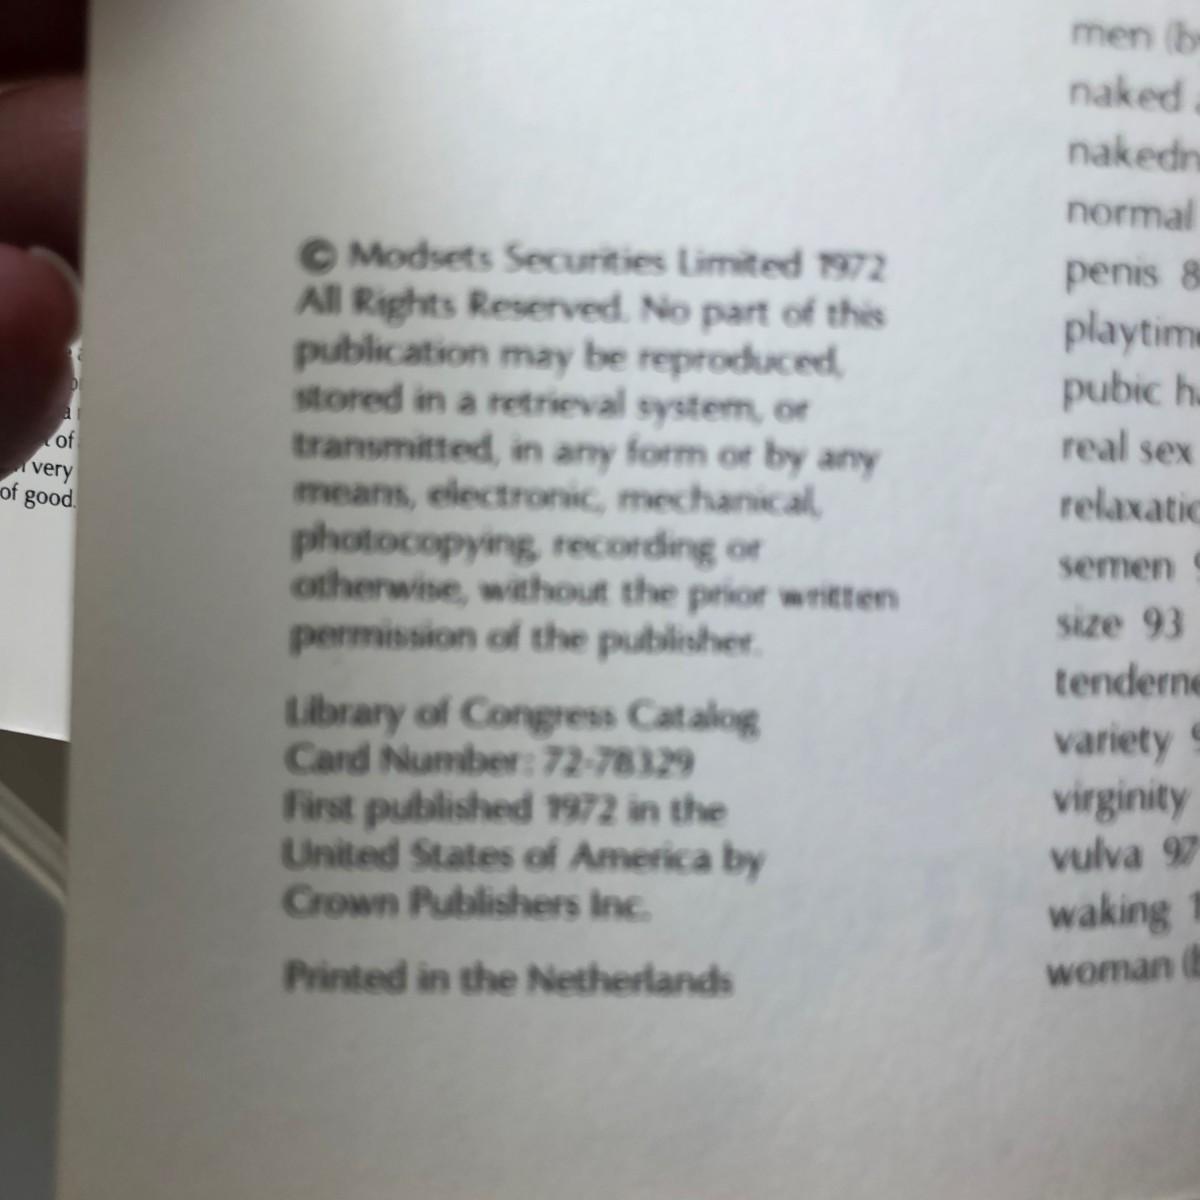 © Modsets Securities Limited 1972
All Rights Reserved. No part of this
publication may be reproduced,
stored in a retrieval system, or
transmitted, in any form or by any
means, electronic, mechanical,
photocopying, recording or
otherwise, without the prior written
permission of the publisher.
Library of Congress Catalog
Card Number: 72-78329
First published 1972 in the
United States of America by
Crown Publishers Inc.
Printed in the Netherlands
men
naked
normal
penis 8
pubic
real sex
semen
size 93
variety
virginity
vulva 97
waking
woman
of
very
of good.